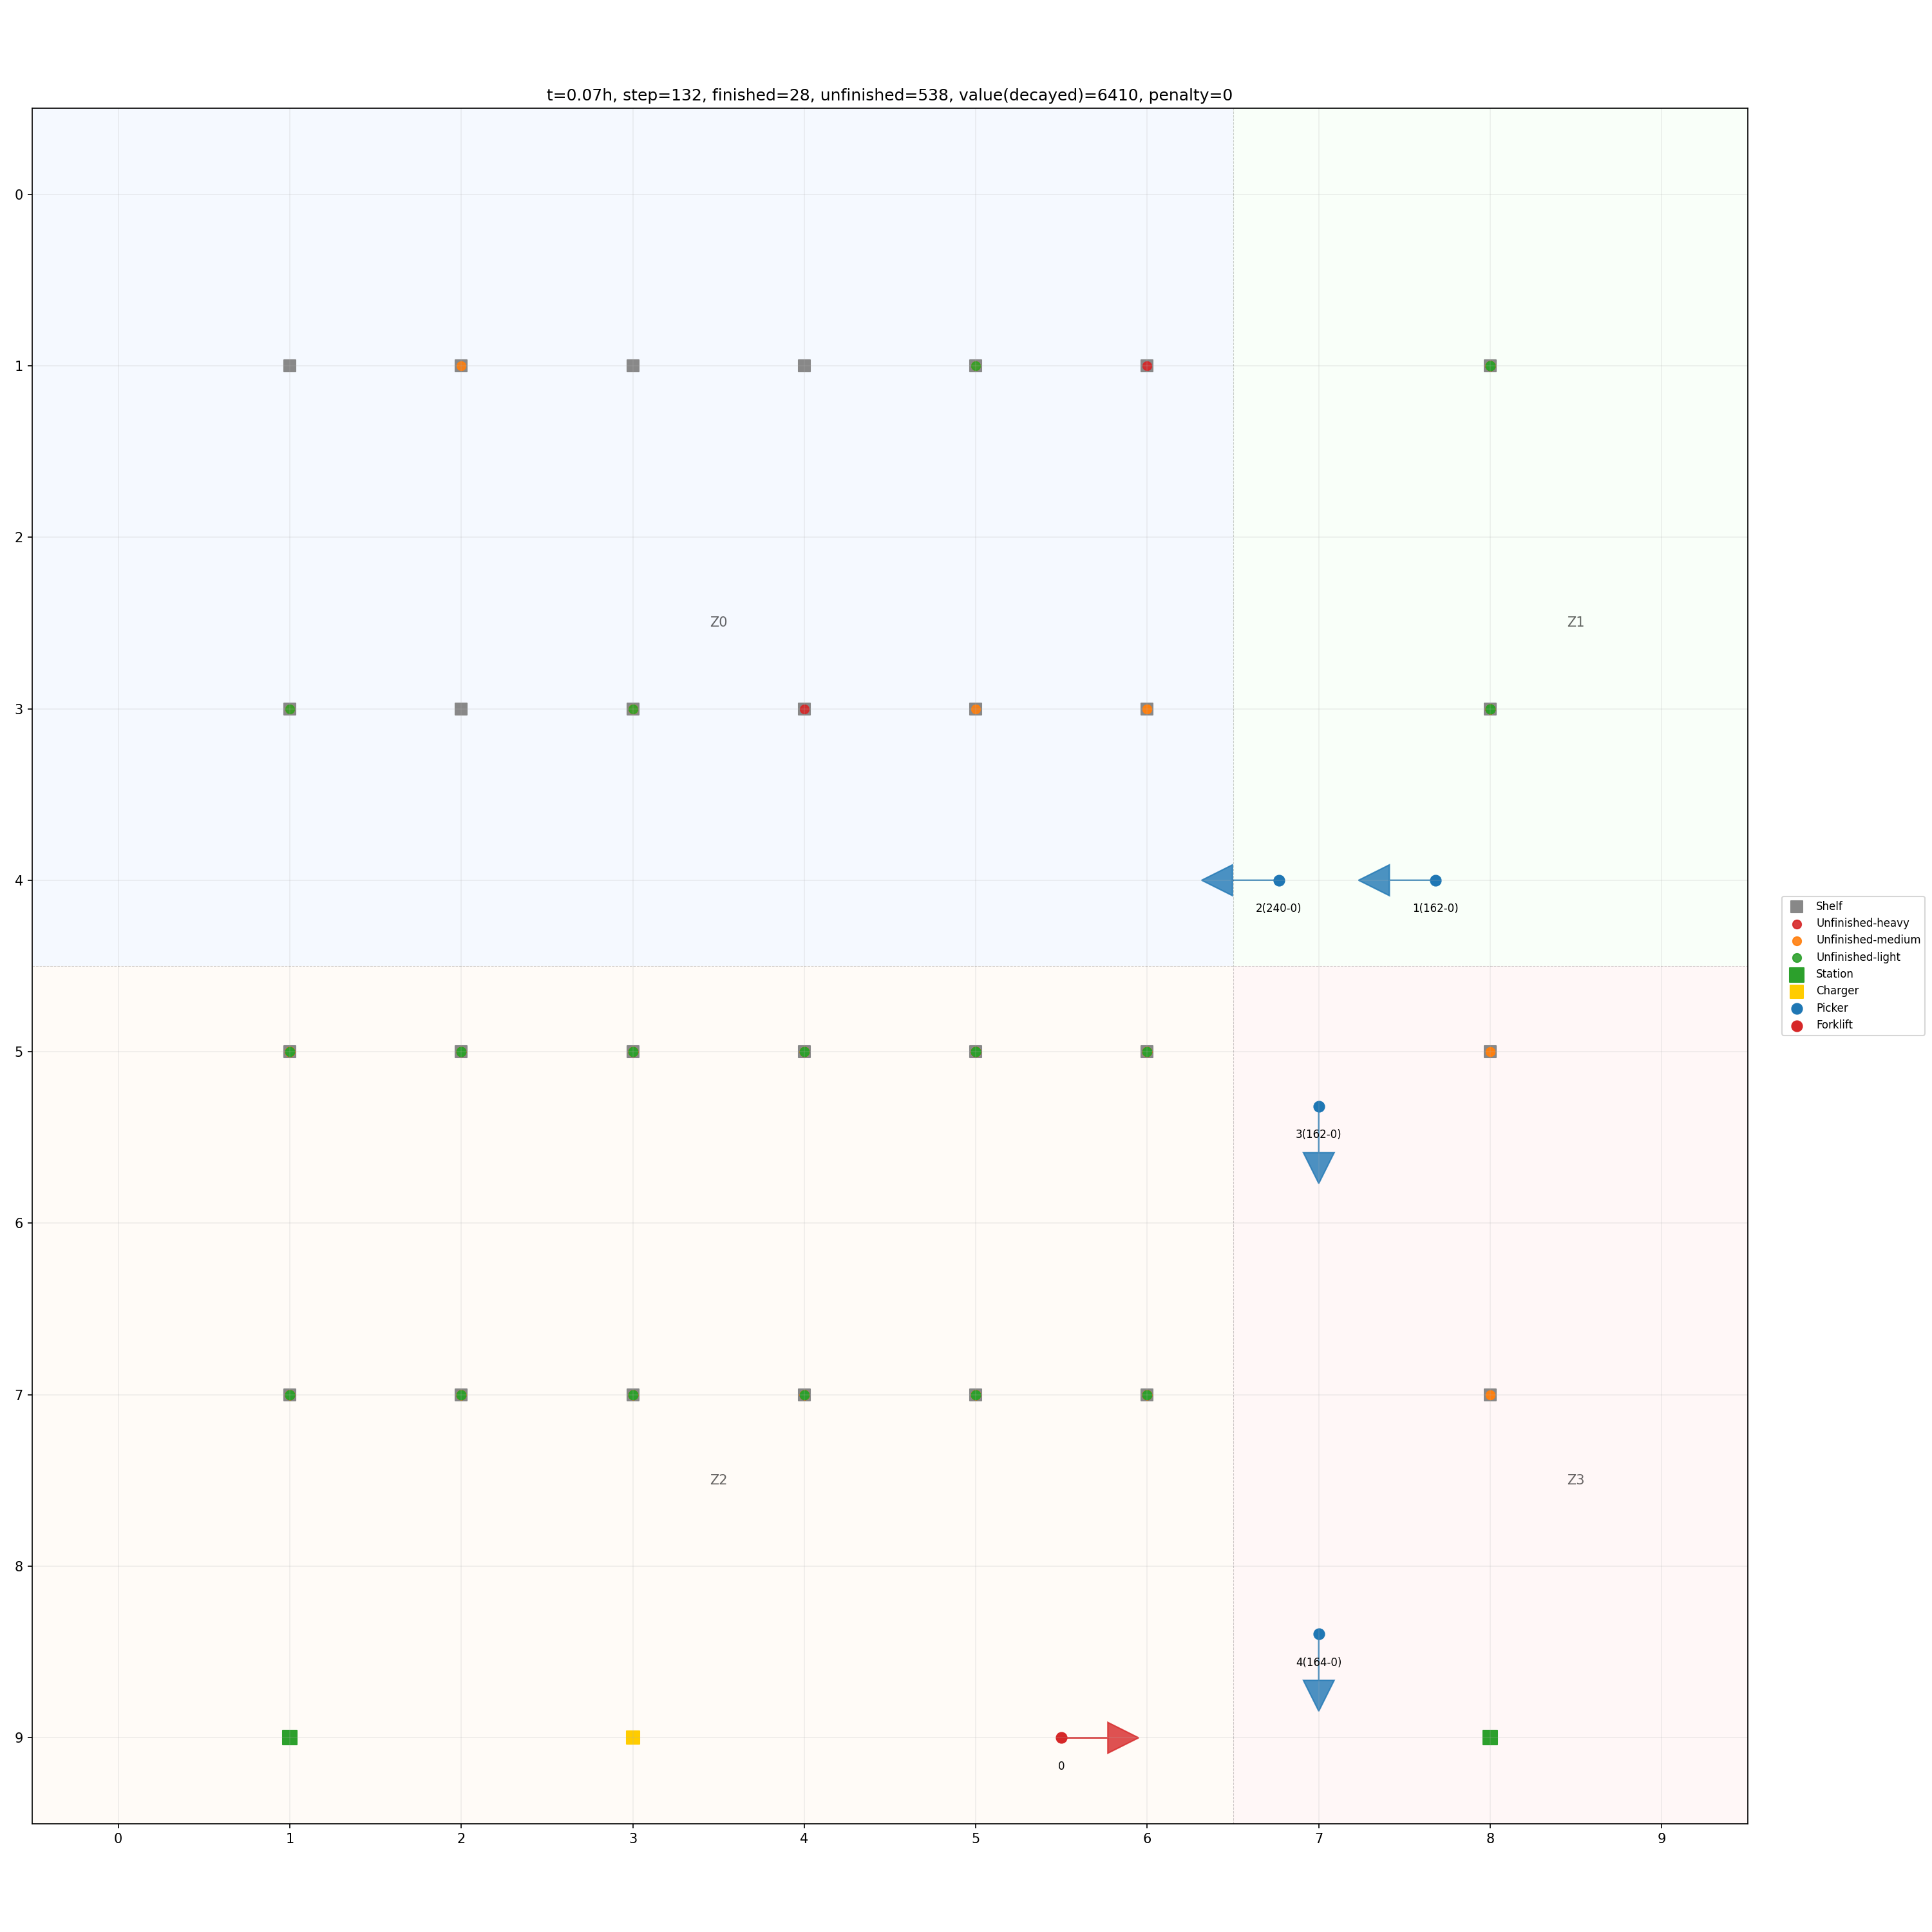 t=0.07h, step=132, finished=28, unfinished=538, value(decayed)=6410, penalty=0
0
1
2
Z0
Z1
3
4
2(240-0)
1(162-0)
Shelf
Unfinished-heavy
Unfinished-medium
Unfinished-light
Station
Charger
Picker
Forklift
5
3(162-0)
6
7
Z2
Z3
8
4(164-0)
9
0
0 1 2 3 4 5 6 7 8 9